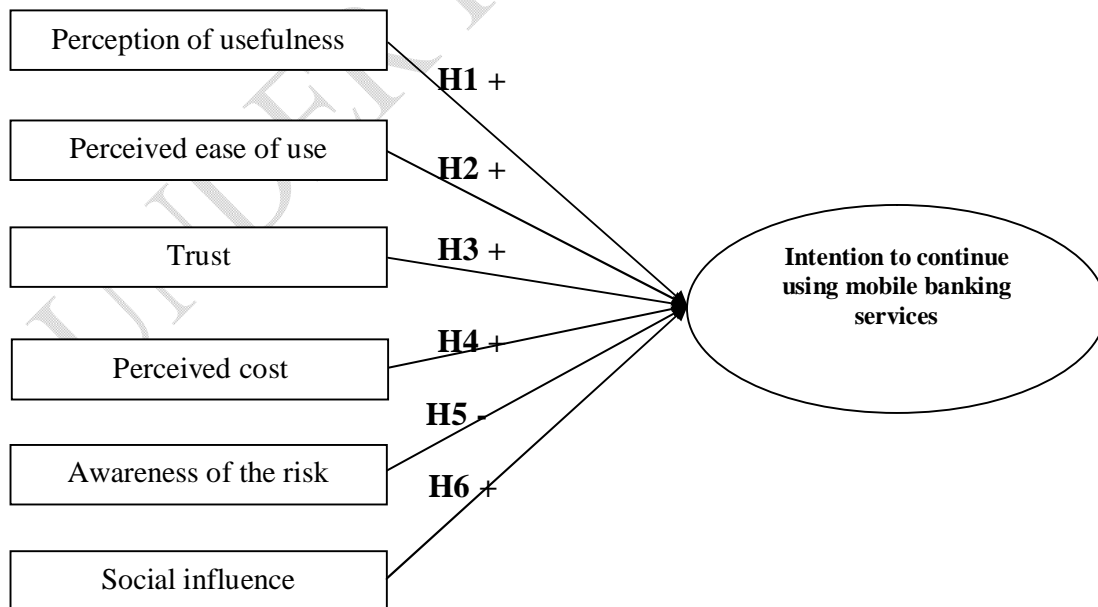 Perception of usefulness
H1 +
Perceived ease of use
H2 +
Trust
H3 +
Intention to continue
using mobile banking
services
Perceived cost
H4 +
Awareness of the risk
H5 -
Social influence
H6 +
UNDER